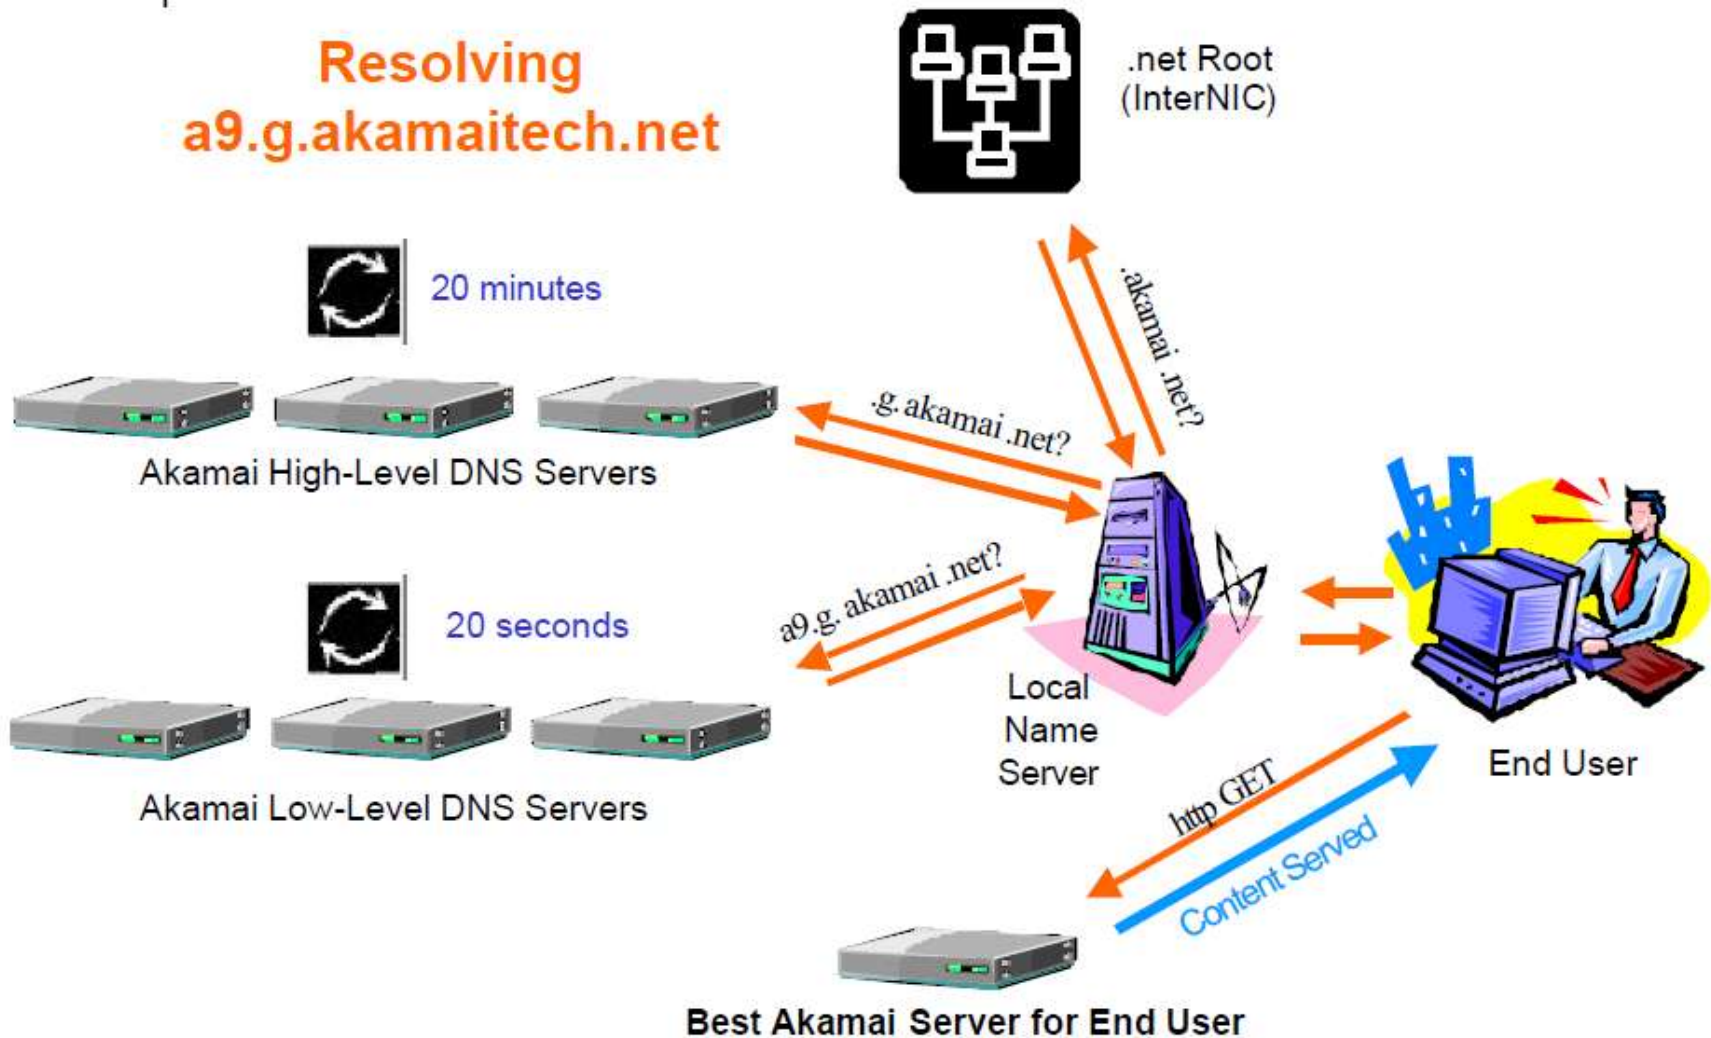 Resolving
a9.g.akamaitech.net
.net Root
(InterNIC)
20 minutes
.akamai .net?
.g. akamai .net?
Akamai High-Level DNS Servers
20 seconds
a9.g. akamai .net?
Akamai Low-Level DNS Servers
Local
Name
Server
End User
http GET
Content Served
Best Akamai Server for End User